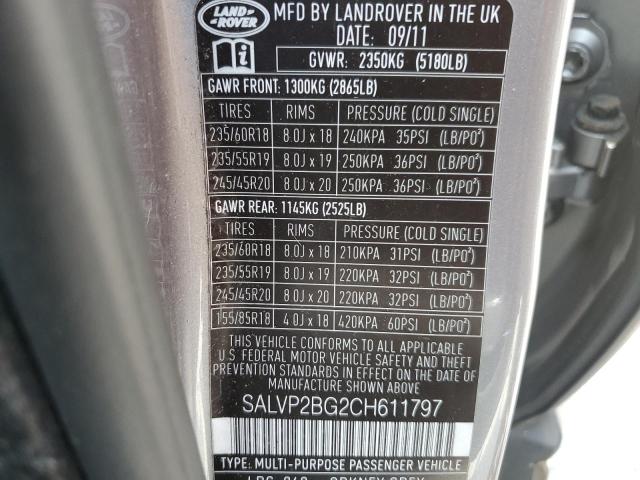 LAND-
-ROVER
MFD BY LANDROVER IN THE UK
DATE: 09/11
GVWR: 2350KG (5180LB)
GAWR FRONT: 1300KG (2865LB)
TIRES RIMS PRESSURE (COLD SINGLE)
235/60R18 8.0J x 18 240KPA 35PSI (LB/PO²)
235/55R19 8.0J x 19 250KPA 36PSI (LB/PO²)
245/45R20 8.0J x 20 250KPA 36PSI (LB/PO²)
GAWR REAR: 1145KG (2525LB)
TIRES RIMS PRESSURE (COLD SINGLE)
235/60R18 8.0J x 18 210KPA 31PSI (LB/PO²)
235/55R19 8.0J x 19 220KPA 32PSI (LB/PO²)
245/45R20 8.0J x 20 220KPA 32PSI (LB/PO²)
155/85R18 4.0J x 18 420KPA 60PSI (LB/PO²)
THIS VEHICLE CONFORMS TO ALL APPLICABLE
U.S. FEDERAL MOTOR VEHICLE SAFETY AND THEFT
PREVENTION STANDARDS IN EFFECT ON THE DATE OF
MANUFACTURE SHOWN ABOVE
SALVP2BG2CH611797
TYPE: MULTI-PURPOSE PASSENGER VEHICLE